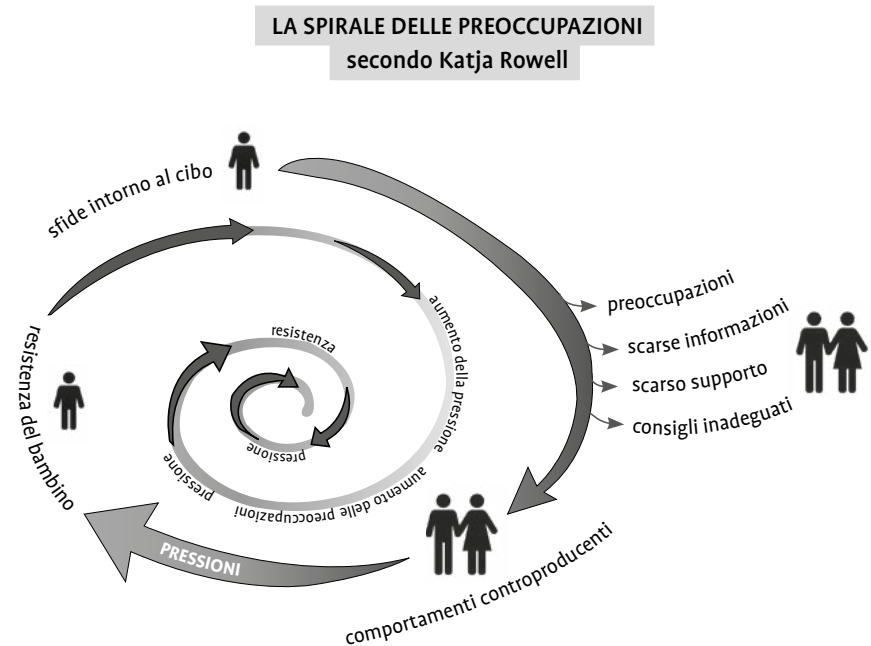 LA SPIRALE DELLE PREOCCUPAZIONI
secondo Katja Rowell
sfide intorno al cibo
preoccupazioni
scarse informazioni
scarso supporto
consigli inadeguati
comportamenti controproducenti
PRESSIONI
resistenza del bambino
aumento della pressione
aumento delle preoccupazioni
pressione
resistenza
pressione